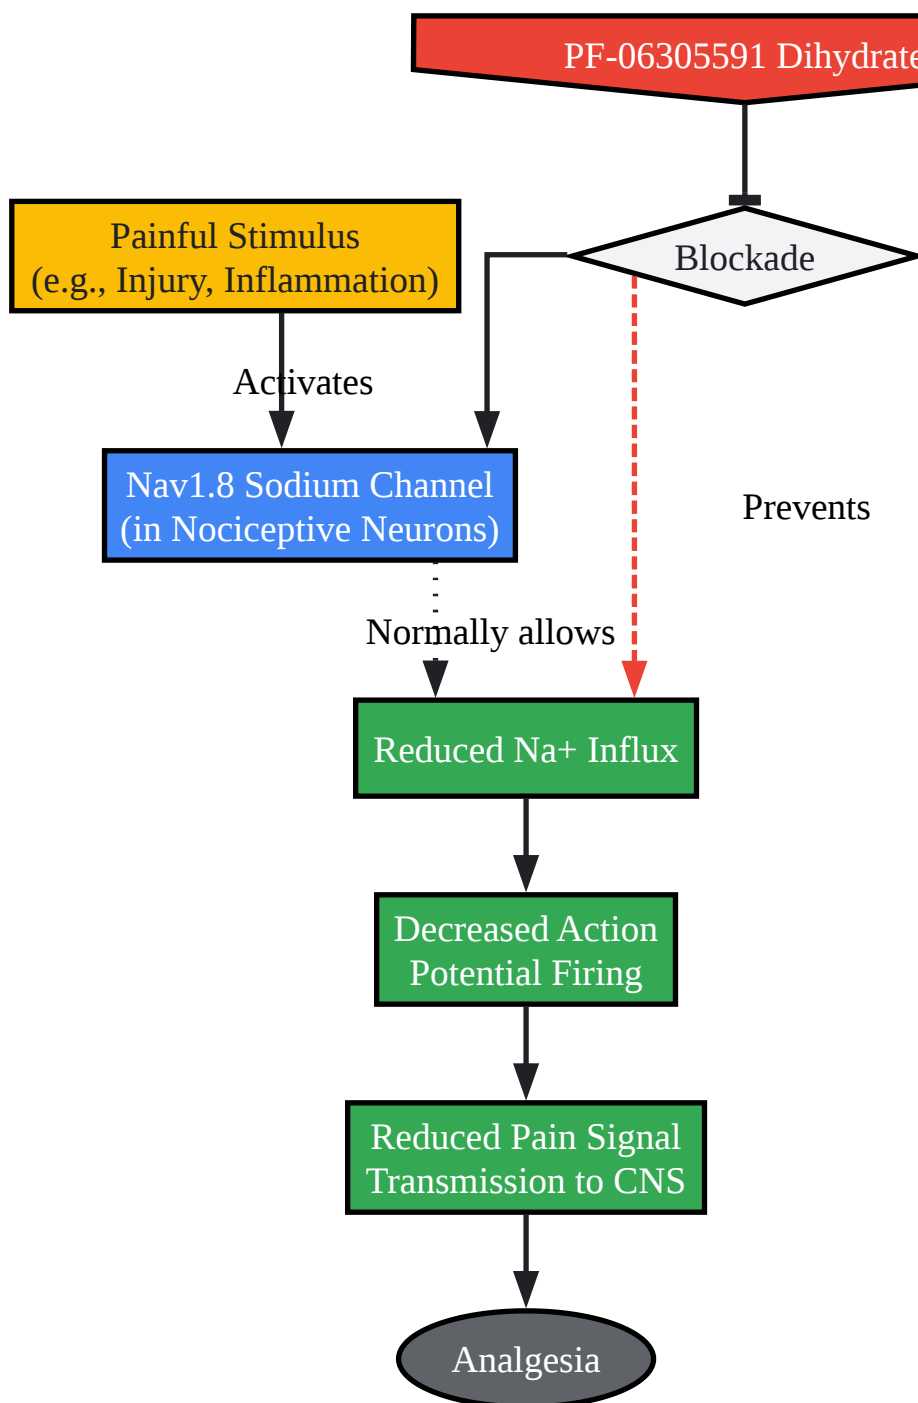 PF-06305591 Dihydrate
Painful Stimulus
(e.g., Injury, Inflammation)
Blockade
Activates
Nav1.8 Sodium Channel
(in Nociceptive Neurons)
Prevents
Normally allows
Reduced Na+ Influx
Decreased Action
Potential Firing
Reduced Pain Signal
Transmission to CNS
Analgesia